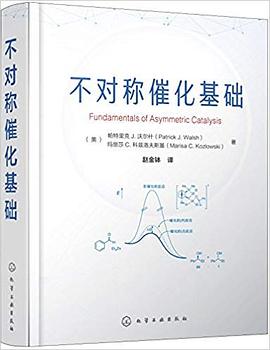 不对称催化基础
Fundamentals of Asymmetric Catalysis
(美) 帕特里克 J. 沃尔什 (Patrick J. Walsh)
玛丽莎 C. 科兹洛夫斯基 (Marisa C. Kozlowski) 著
赵金钵 译
化学工业出版社
不对称催化基础
化学工业出版社